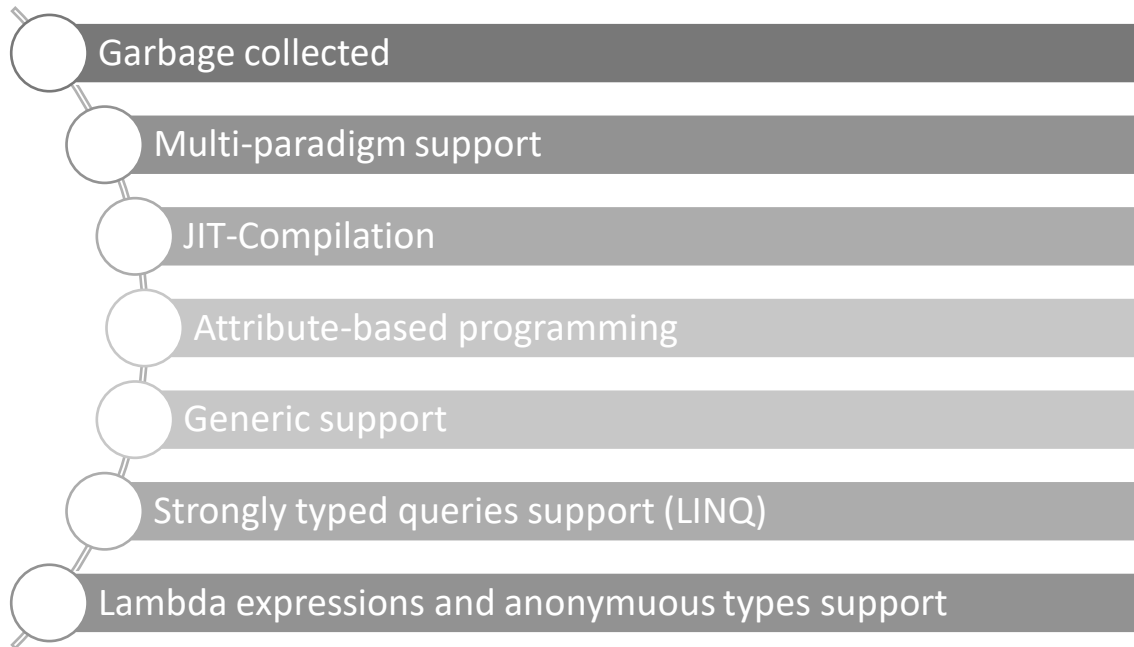 Garbage collected
Multi-paradigm support
JIT-Compilation
Attribute-based programming
Generic support
Strongly typed queries support (LINQ)
Lambda expressions and anonymuous types support